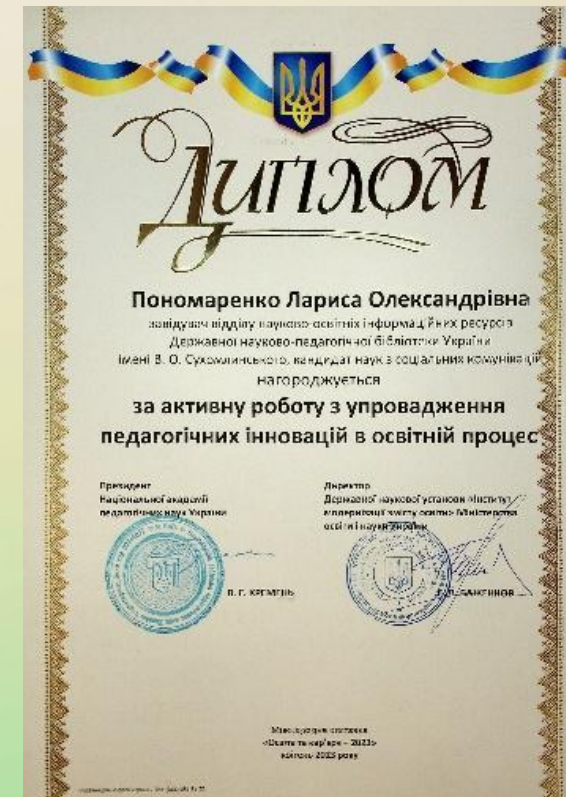 Диплом
Пономаренко Лариса Олександрівна
завідувач відділу науково-освітніх інформаційних ресурсів
Державної науково-педагогічної бібліотеки України
імені В. О. Сухомлинського, кандидат наук з соціальних комунікацій
нагороджується
за активну роботу з упровадження
педагогічних інновацій в освітній процес
Президент
Національної академії
педагогічних наук України
Директор
Державної наукової установи «Інститут
модернізації змісту освіти» Міністерства
освіти і науки України
В. Г. КРЕМЕНЬ
БАЖЕНКОВ
Міжнародна виставка
«Освта та кар'єра – 2023»
квітень 2023 року